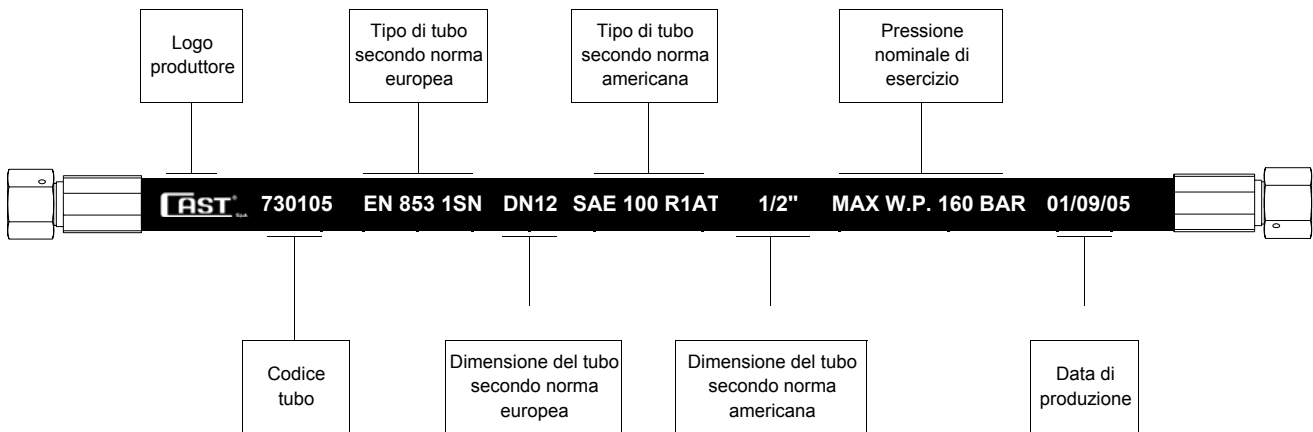 Logo
produttore
Tipo di tubo
secondo norma
europea
Tipo di tubo
secondo norma
americana
Pressione
nominale di
esercizio
CAST® S.p.A. 730105 EN 853 1SN DN12 SAE 100 R1AT 1/2" MAX W.P. 160 BAR 01/09/05
Codice
tubo
Dimensione del tubo
secondo norma
europea
Dimensione del tubo
secondo norma
americana
Data di
produzione